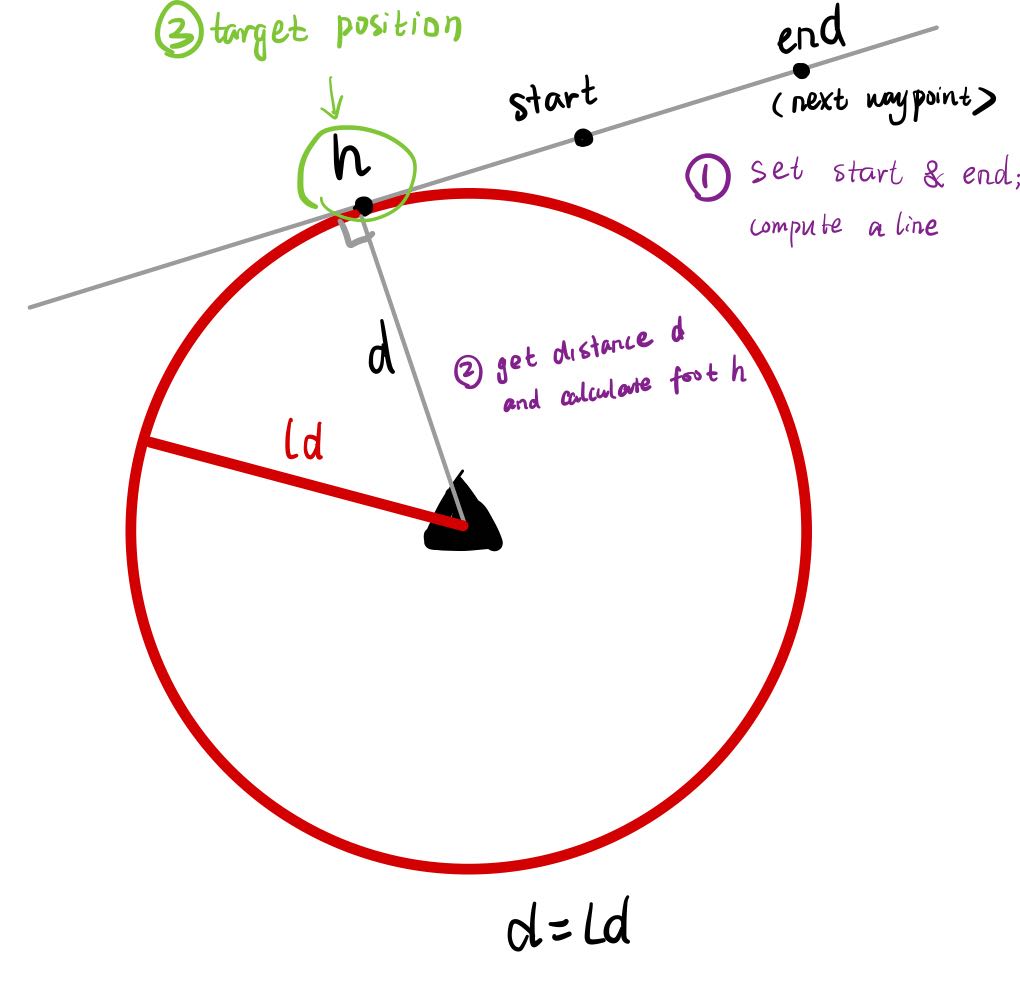 ③ target position
end
(next waypoint>
start
h
① set start & end;
compute a line
d
② get distance d
and calculate foot h
ld
d = Ld